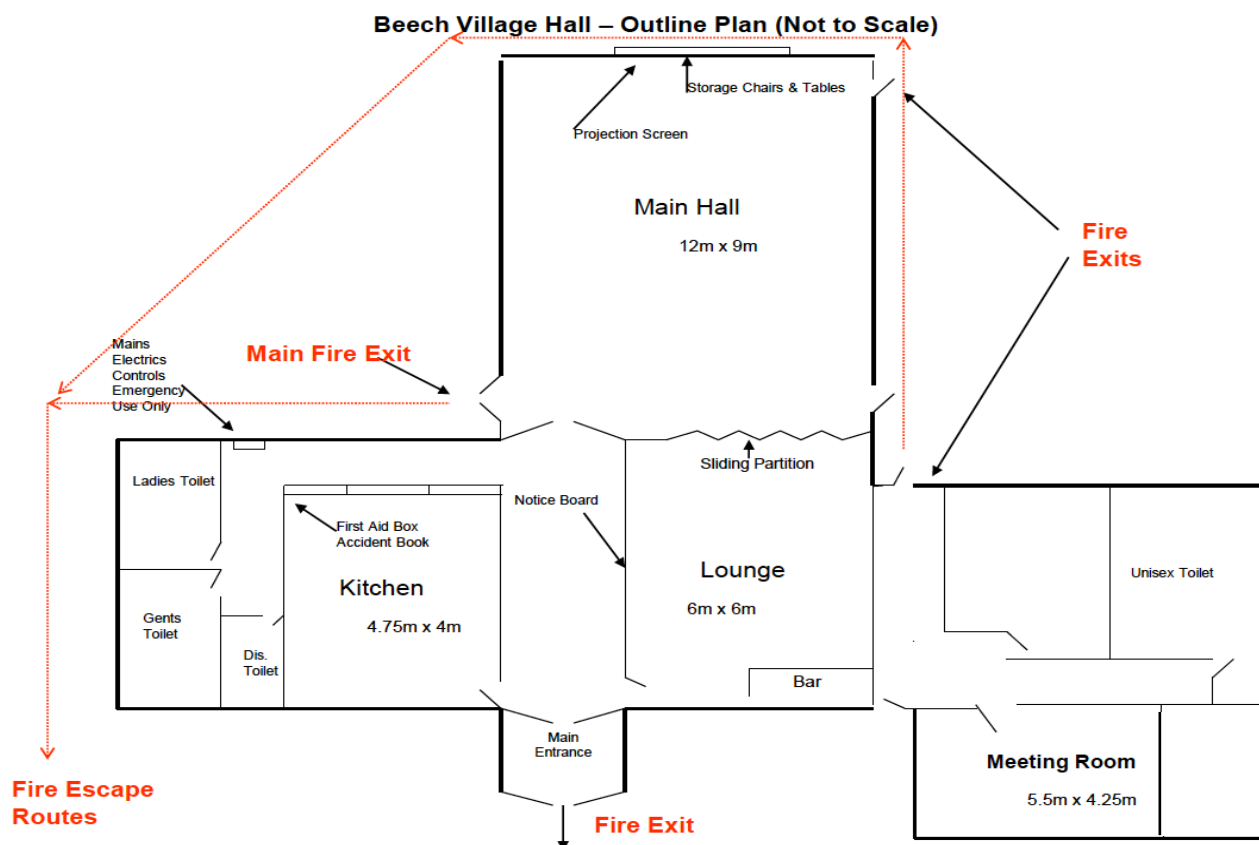 Beech Village Hall – Outline Plan (Not to Scale)
Storage Chairs & Tables
Projection Screen
Main Hall
12m x 9m
Fire
Exits
Mains
Electrics
Controls
Emergency
Use Only
Main Fire Exit
Sliding Partition
Ladies Toilet
Notice Board
First Aid Box
Accident Book
Lounge
6m x 6m
Unisex Toilet
Kitchen
4.75m x 4m
Gents
Toilet
Dis.
Toilet
Bar
Main
Entrance
Meeting Room
5.5m x 4.25m
Fire Escape
Routes
Fire Exit